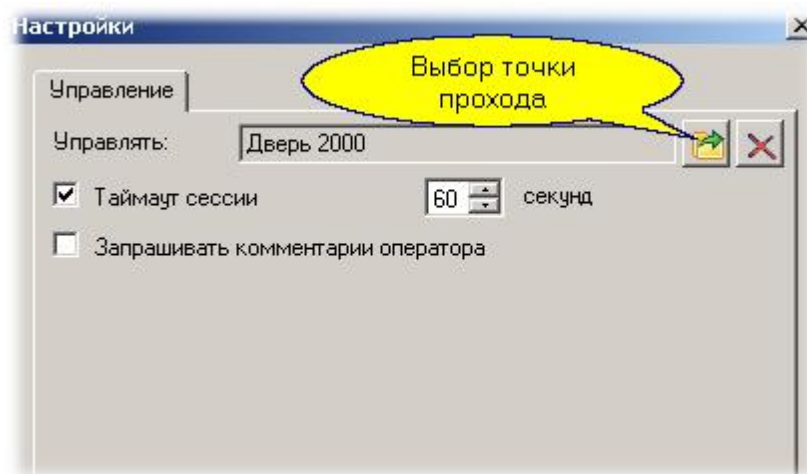 Настройки
Выбор точки
прохода
Управление
Управлять: Дверь 2000
Таймаут сессии 60 секунд
Запрашивать комментарии оператора